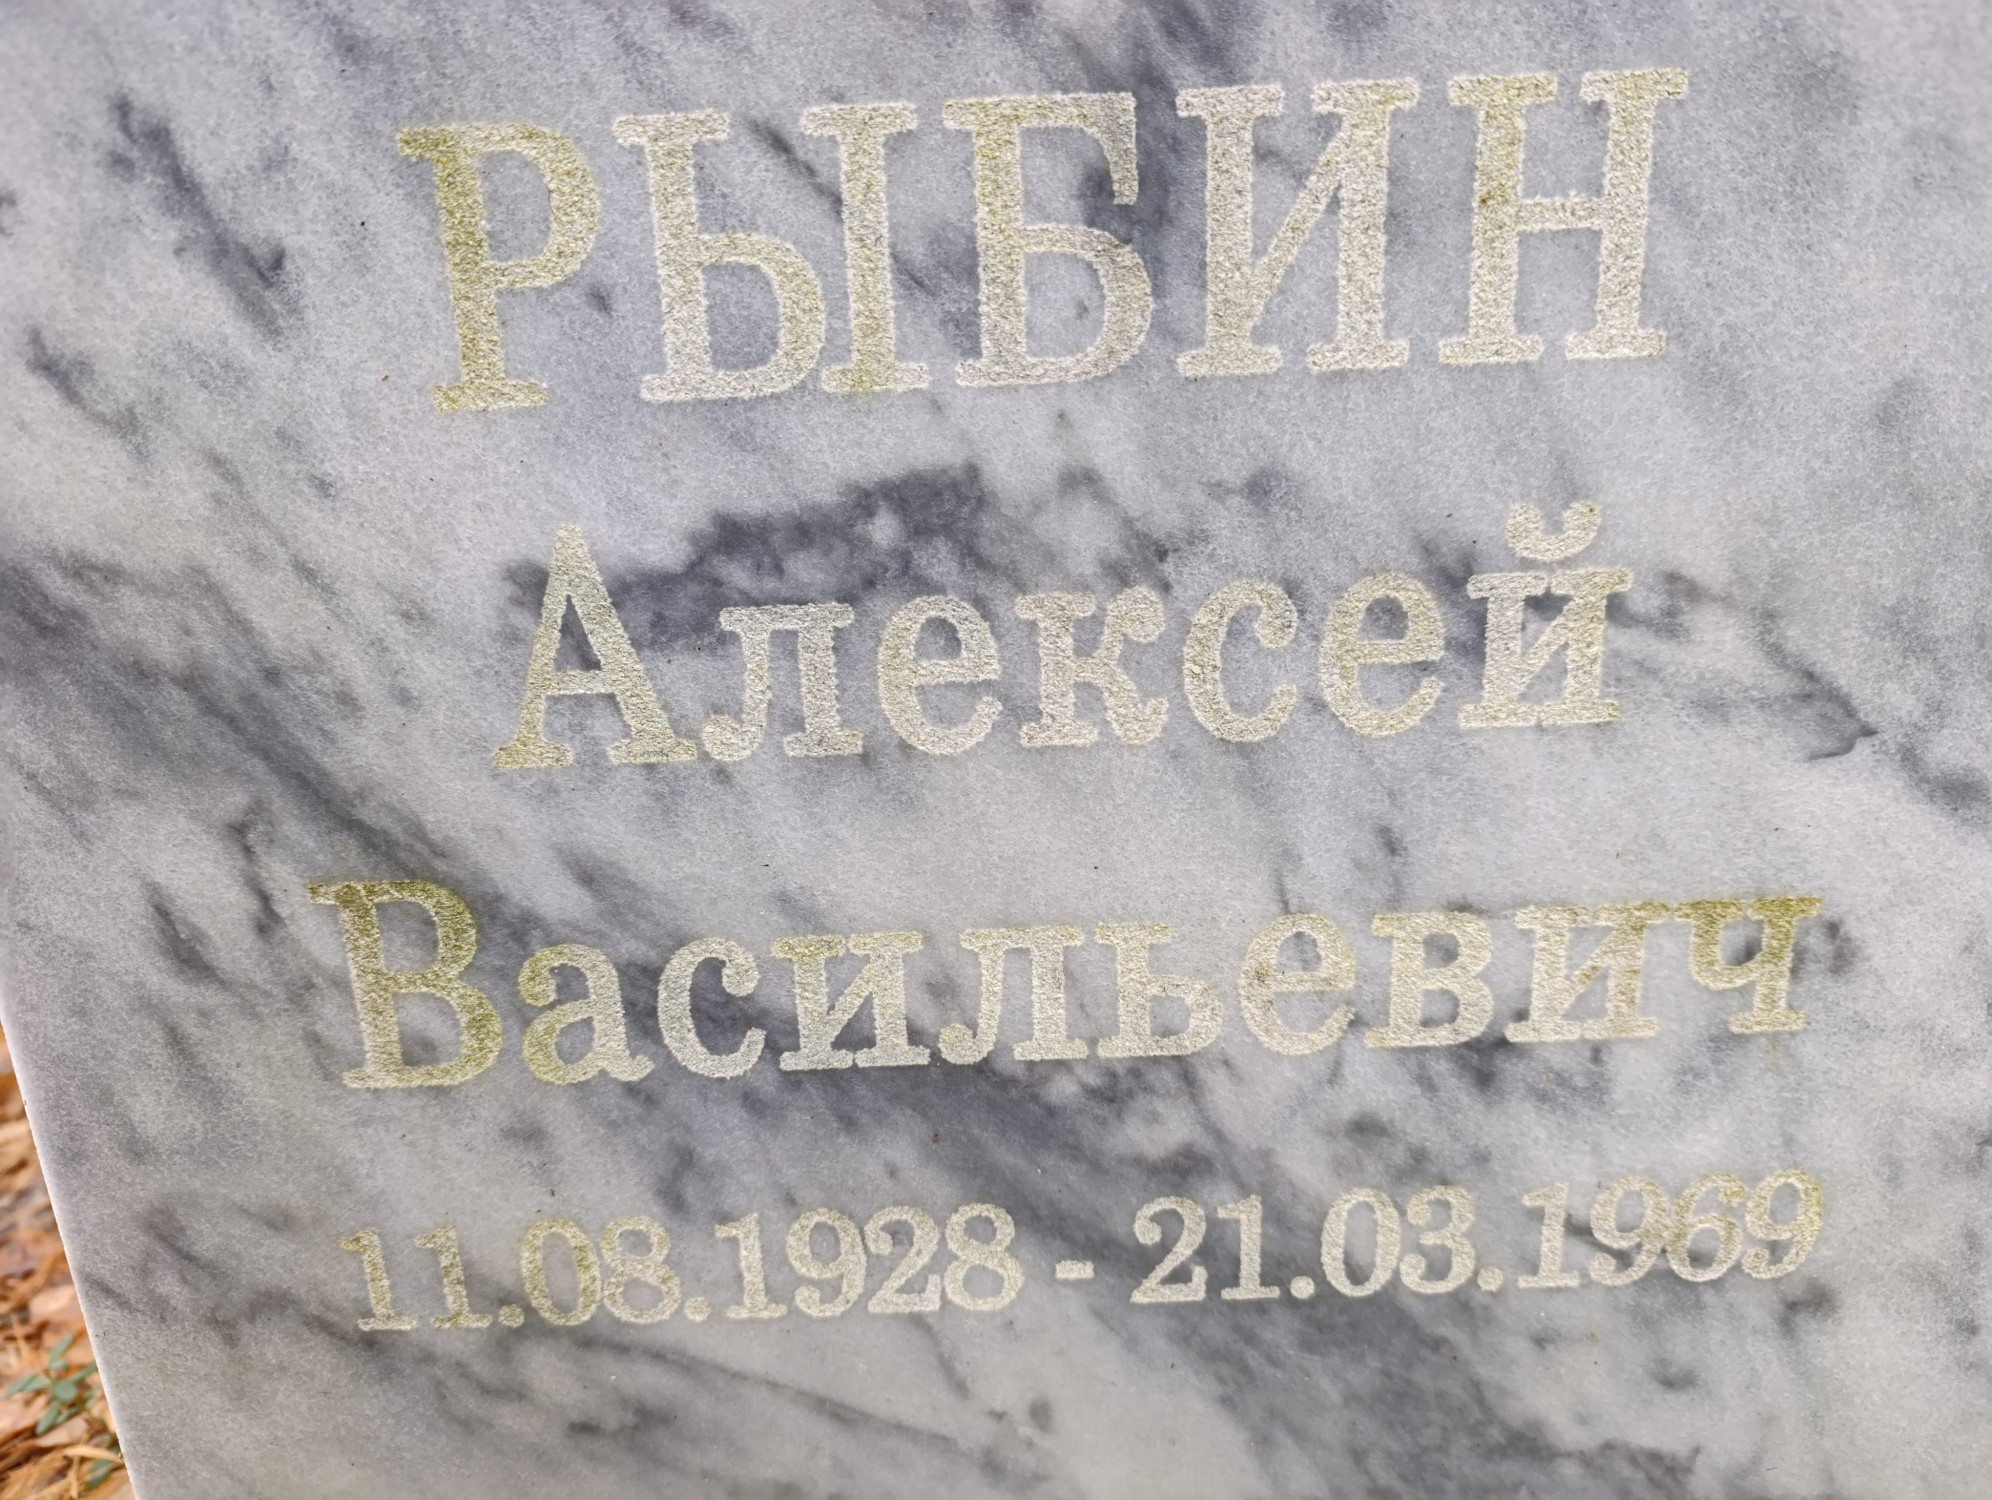 РЫБИН
Алексей
Васильевич
11.08.1928 - 21.03.1969